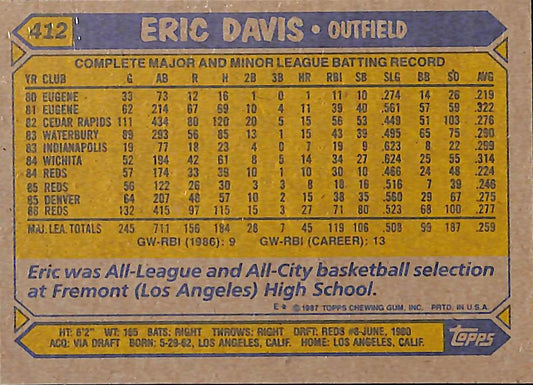 412 ERIC DAVIS • OUTFIELD
COMPLETE MAJOR AND MINOR LEAGUE BATTING RECORD
YR CLUB G AB R H 2B 3B HR RBI SB SLG BB SO AVG
80 EUGENE 33 73 12 16 1 0 1 11 10 .274 14 26 .219
81 EUGENE 62 214 67 69 10 4 11 39 40 .561 57 59 .322
82 CEDAR RAPIDS 111 434 80 120 20 5 15 56 53 .449 51 103 .276
83 WATERBURY 89 293 56 85 13 1 15 43 39 .495 65 75 .290
83 INDIANAPOLIS 19 77 18 23 4 0 7 19 9 .623 8 22 .299
84 WICHITA 52 194 42 61 8 5 14 34 27 .624 25 55 .314
84 REDS 57 174 33 39 10 1 10 30 10 .466 24 48 .224
85 REDS 56 122 26 30 3 3 8 18 16 .516 7 39 .246
85 DENVER 64 207 48 57 10 2 15 38 35 .560 29 67 .275
86 REDS 132 415 97 115 15 3 27 71 80 .523 68 100 .277
MAJ. LEA. TOTALS 245 711 156 184 28 7 45 119 106 .508 99 187 .259
GW-RBI (1986): 9 GW-RBI (CAREER): 13
Eric was All-League and All-City basketball selection
at Fremont (Los Angeles) High School.
E* © 1987 TOPPS CHEWING GUM, INC. PRTD. IN U.S.A.
HT: 6'2" WT: 165 BATS: RIGHT THROWS: RIGHT DRFT: REDS #8-JUNE, 1980
ACQ: VIA DRAFT BORN: 5-29-62, LOS ANGELES, CALIF. HOME: LOS ANGELES, CALIF.
topps